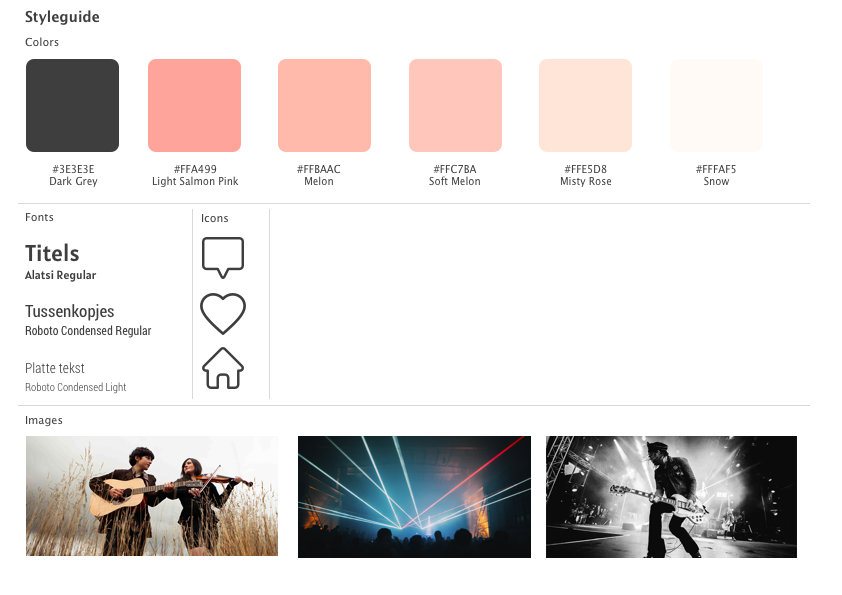 Styleguide
Colors
#3E3E3E
Dark Grey
#FFA499
Light Salmon Pink
#FFBAAC
Melon
#FFC7BA
Soft Melon
#FFE5D8
Misty Rose
#FFFAF5
Snow
Fonts
Titels
Alatsi Regular
Tussenkopjes
Roboto Condensed Regular
Platte tekst
Roboto Condensed Light
Icons
Images